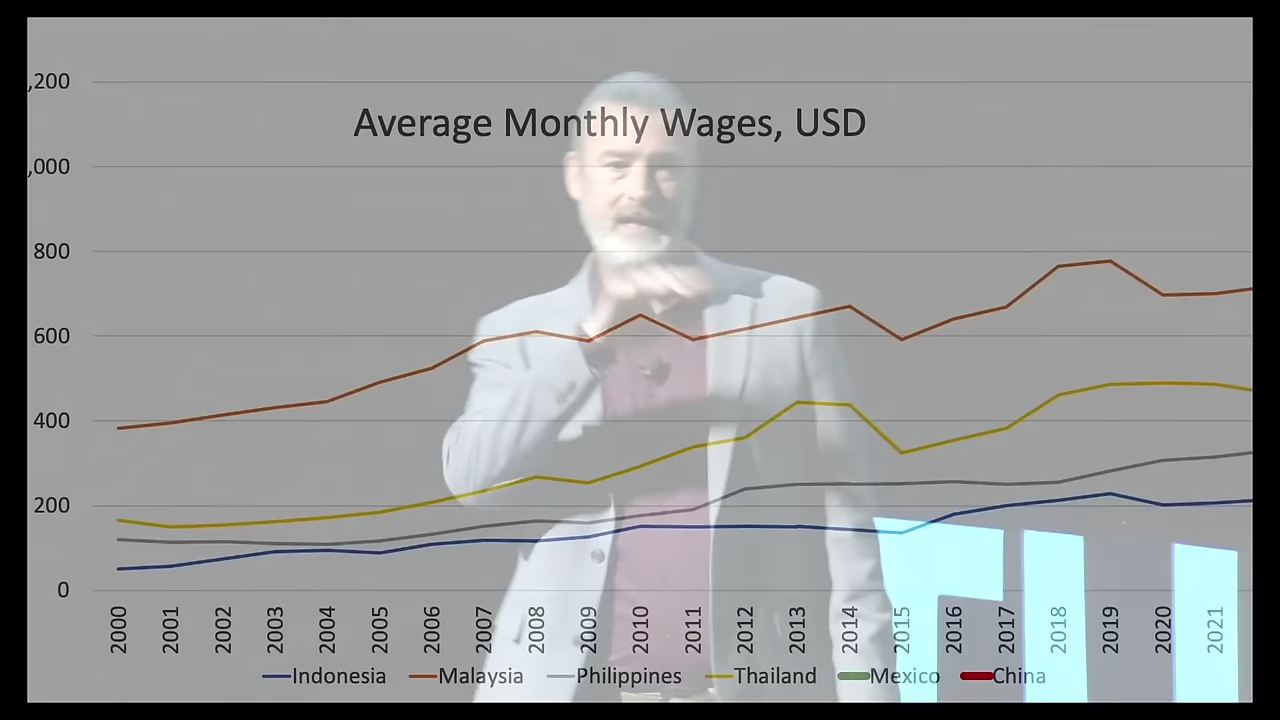 Average Monthly Wages, USD
,200
,000
800
600
400
200
0
2000 2001 2002 2003 2004 2005 2006 2007 2008 2009 2010 2011 2012 2013 2014 2015 2016 2017 2018 2019 2020 2021
Indonesia Malaysia Philippines Thailand Mexico China